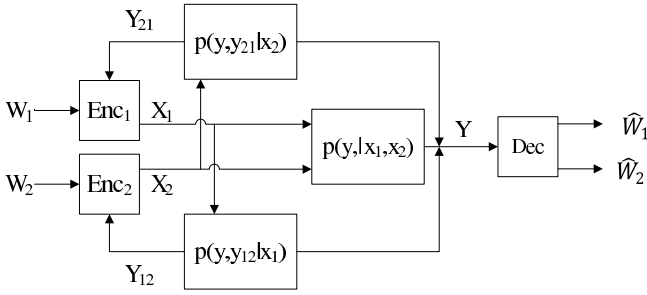 Y21
p(y,y21|x2)
W1
Enc1
X1
p(y,|x1,x2)
Y
Dec
Ŵ1
W2
Enc2
X2
Ŵ2
p(y,y12|x1)
Y12